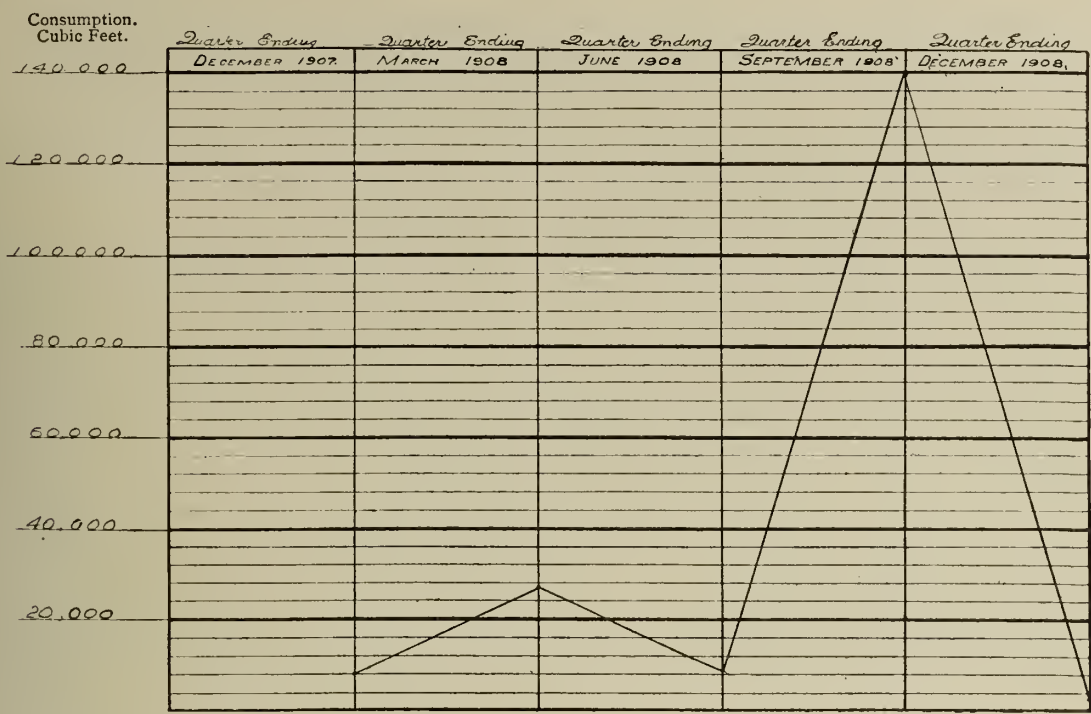 Consumption.
Cubic Feet.
Quarter Ending Quarter Ending Quarter Ending Quarter Ending Quarter Ending
DECEMBER 1907. MARCH 1908 JUNE 1908 SEPTEMBER 1908 DECEMBER 1908.
140 000
120.000
100.000
80 000
60.000
40.000
20,000